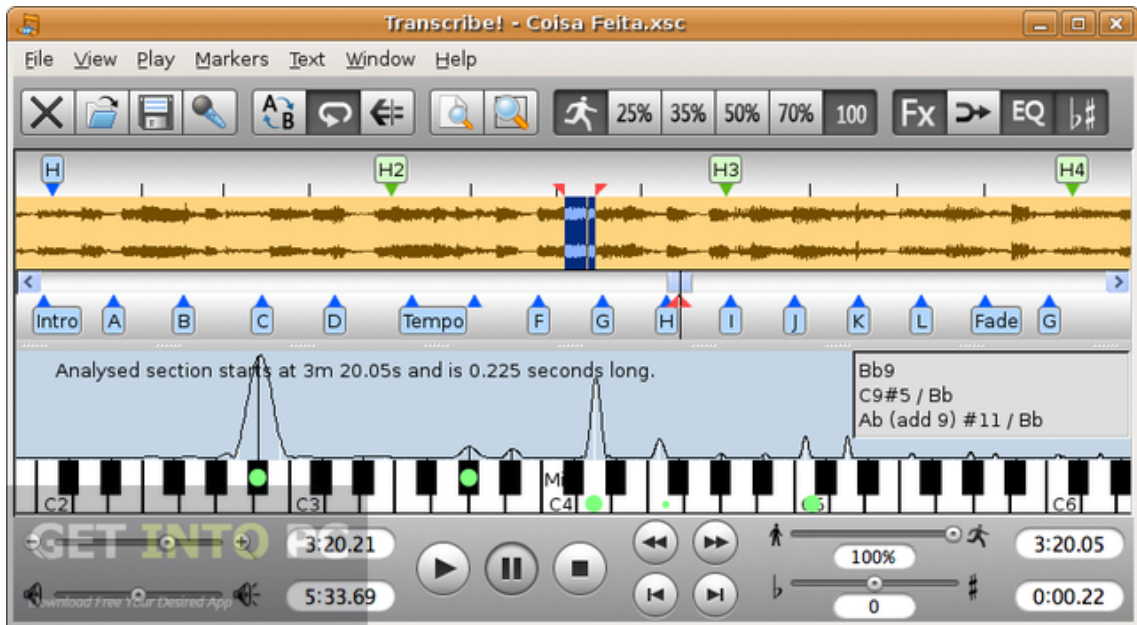 Transcribe! - Coisa Feita.xsc
File View Play Markers Text Window Help
A B 25% 35% 50% 70% 100 Fx EQ ♭♯
H H2 H3 H4
Intro A B C D Tempo F G H I J K L Fade G
Analysed section starts at 3m 20.05s and is 0.225 seconds long.
Bb9
C9#5 / Bb
Ab (add 9) #11 / Bb
C2 C3 C4 C5 C6
GET INTO PC
Download Free Your Desired App
3:20.21
5:33.69
100%
♭ ♯
0
3:20.05
0:00.22